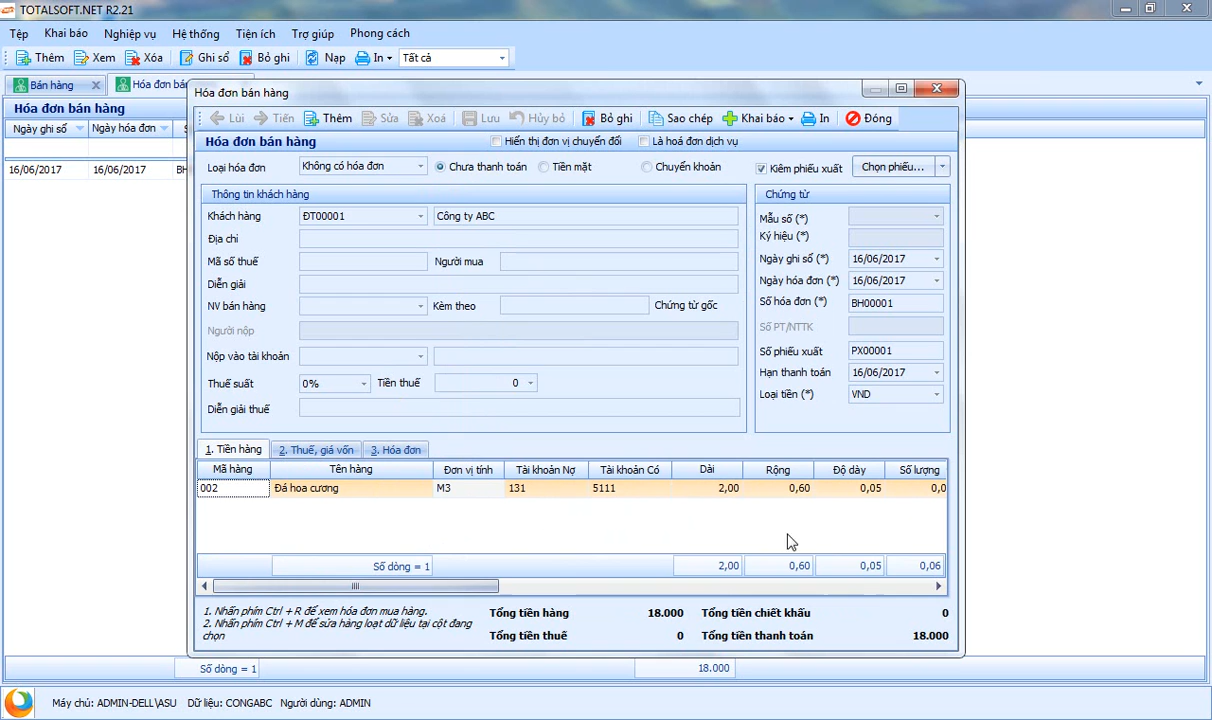 TOTALSOFT.NET R2.21
Tệp Khai báo Nghiệp vụ Hệ thống Tiện ích Trợ giúp Phong cách
Thêm Xem Xóa Ghi sổ Bỏ ghi Nạp In Tất cả
Bán hàng Hóa đơn
Hóa đơn bán hàng
Ngày ghi sổ Ngày hóa đơn
16/06/2017 16/06/2017
Hóa đơn bán hàng
Lùi Tiến Thêm Sửa Xoá Lưu Hủy bỏ Bỏ ghi Sao chép Khai báo In Đóng
Hóa đơn bán hàng Hiển thị đơn vị chuyển đổi Là hoá đơn dịch vụ
Loại hóa đơn Không có hóa đơn Chưa thanh toán Tiền mặt Chuyển khoản Kiêm phiếu xuất Chọn phiếu...
Thông tin khách hàng
Khách hàng ĐT00001 Công ty ABC
Địa chỉ
Mã số thuế Người mua
Diễn giải
NV bán hàng Kèm theo Chứng từ gốc
Người nộp
Nộp vào tài khoản
Thuế suất 0% Tiền thuế 0
Diễn giải thuế
Chứng từ
Mẫu số (*)
Ký hiệu (*)
Ngày ghi sổ (*) 16/06/2017
Ngày hóa đơn (*) 16/06/2017
Số hóa đơn (*) BH00001
Số PT/NTTK
Số phiếu xuất PX00001
Hạn thanh toán 16/06/2017
Loại tiền (*) VND
1. Tiền hàng 2. Thuế, giá vốn 3. Hóa đơn
Mã hàng Tên hàng Đơn vị tính Tài khoản Nợ Tài khoản Có Dài Rộng Độ dày Số lượng
002 Đá hoa cương M3 131 5111 2,00 0,60 0,05 0,0
Số dòng = 1 2,00 0,60 0,05 0,06
1. Nhấn phím Ctrl + R để xem hóa đơn mua hàng.
2. Nhấn phím Ctrl + M để sửa hàng loạt dữ liệu tại cột đang
chọn
Tổng tiền hàng 18.000 Tổng tiền chiết khấu 0
Tổng tiền thuế 0 Tổng tiền thanh toán 18.000
Số dòng = 1 18.000
Máy chủ: ADMIN-DELL\ASU Dữ liệu: CONGABC Người dùng: ADMIN